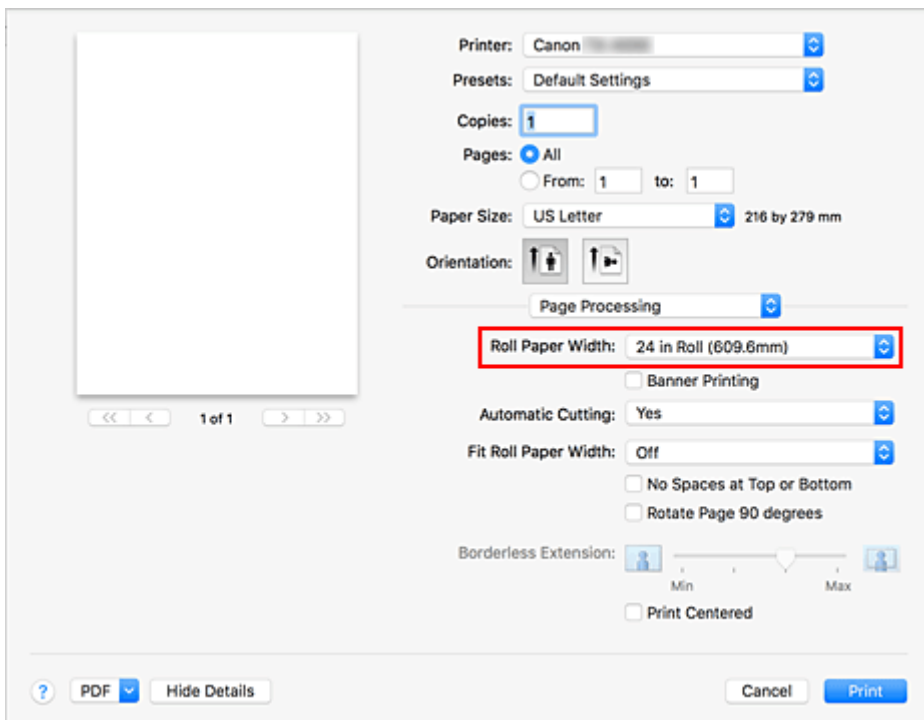 Printer: Canon
Presets: Default Settings
Copies: 1
Pages: All
From: 1 to: 1
Paper Size: US Letter 216 by 279 mm
Orientation:
Page Processing
Roll Paper Width: 24 in Roll (609.6mm)
Banner Printing
<< < 1 of 1 > >>
Automatic Cutting: Yes
Fit Roll Paper Width: Off
No Spaces at Top or Bottom
Rotate Page 90 degrees
Borderless Extension:
Min Max
Print Centered
? PDF Hide Details Cancel Print